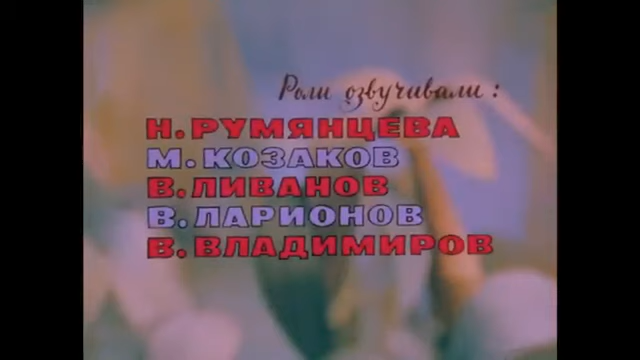 Роли озвучивали:
Н. РУМЯНЦЕВА
М. КОЗАКОВ
В. ЛИВАНОВ
В. ЛАРИОНОВ
В. ВЛАДИМИРОВ